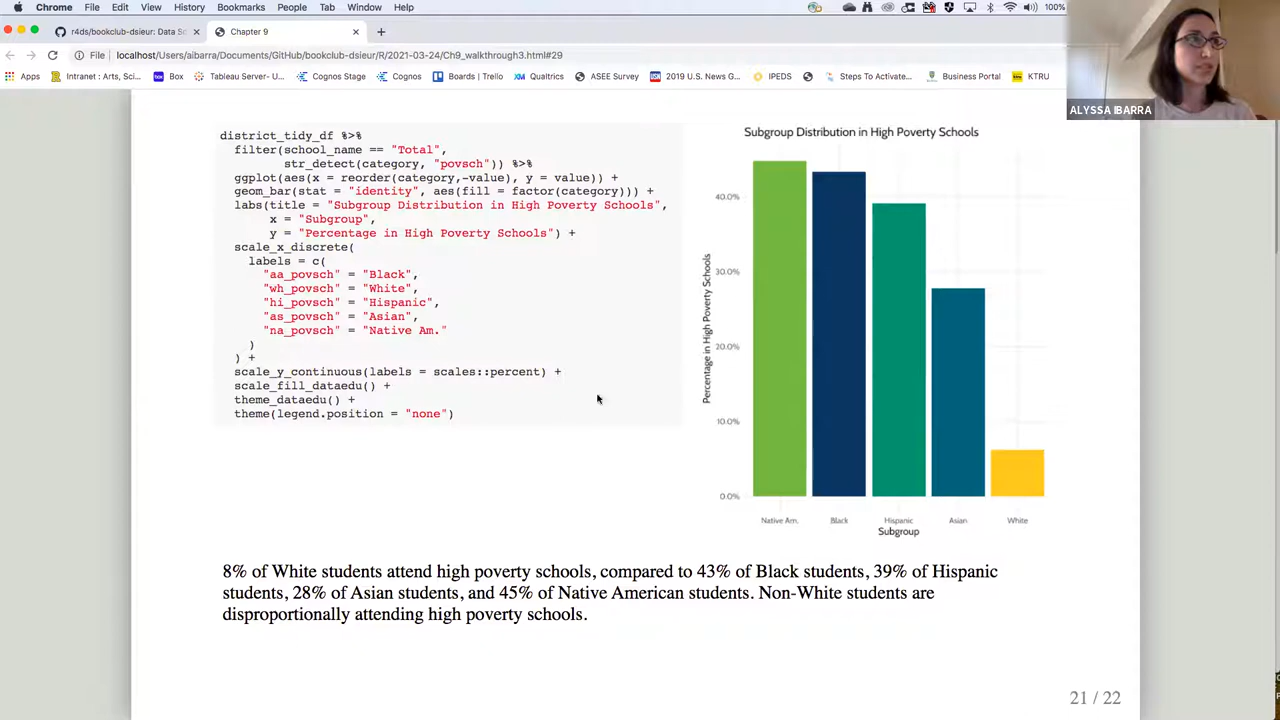 Chrome File Edit View History Bookmarks People Tab Window Help 100%
r4ds/bookclub-dsieur: Data S
Chapter 9
File localhost/Users/aibarra/Documents/GitHub/bookclub-dsieur/R/2021-03-24/Ch9_walkthrough3.html#29
Apps Intranet : Arts, Sci... Box Tableau Server- U... Cognos Stage Cognos Boards | Trello Qualtrics ASEE Survey 2019 U.S. News G... IPEDS Steps To Activate... Business Portal KTRU
ALYSSA IBARRA
district_tidy_df %>%
filter(school_name == "Total",
str_detect(category, "povsch")) %>%
ggplot(aes(x = reorder(category,-value), y = value)) +
geom_bar(stat = "identity", aes(fill = factor(category))) +
labs(title = "Subgroup Distribution in High Poverty Schools",
x = "Subgroup",
y = "Percentage in High Poverty Schools") +
scale_x_discrete(
labels = c(
"aa_povsch" = "Black",
"wh_povsch" = "White",
"hi_povsch" = "Hispanic",
"as_povsch" = "Asian",
"na_povsch" = "Native Am."
)
) +
scale_y_continuous(labels = scales::percent) +
scale_fill_dataedu() +
theme_dataedu() +
theme(legend.position = "none")
Subgroup Distribution in High Poverty Schools
Percentage in High Poverty Schools
40.0%
30.0%
20.0%
10.0%
0.0%
Native Am. Black Hispanic Asian White
Subgroup
8% of White students attend high poverty schools, compared to 43% of Black students, 39% of Hispanic
students, 28% of Asian students, and 45% of Native American students. Non-White students are
disproportionally attending high poverty schools.
21 / 22